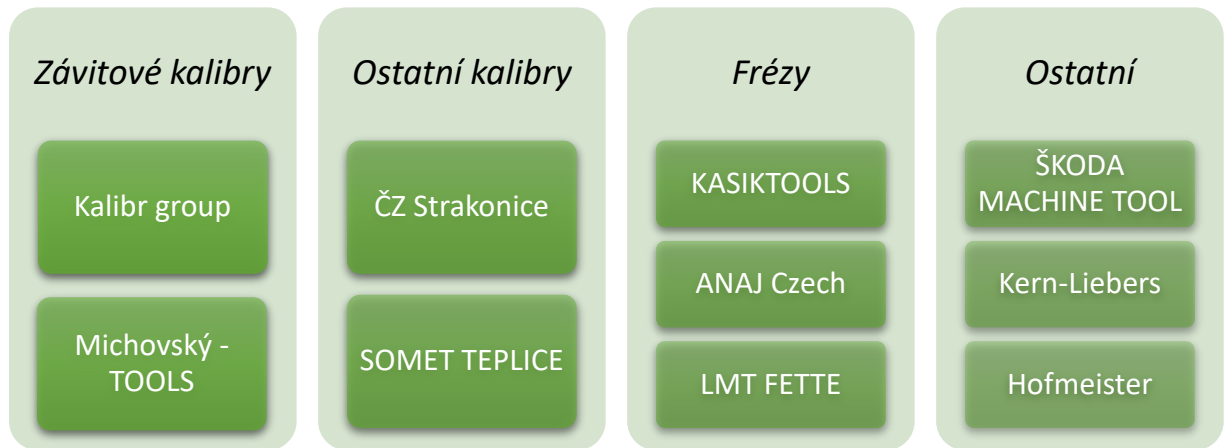 Závitové kalibry
Kalibr group
Michovský -
TOOLS
Ostatní kalibry
ČZ Strakonice
SOMET TEPLICE
Frézy
KASIKTOOLS
ANAJ Czech
LMT FETTE
Ostatní
ŠKODA
MACHINE TOOL
Kern-Liebers
Hofmeister